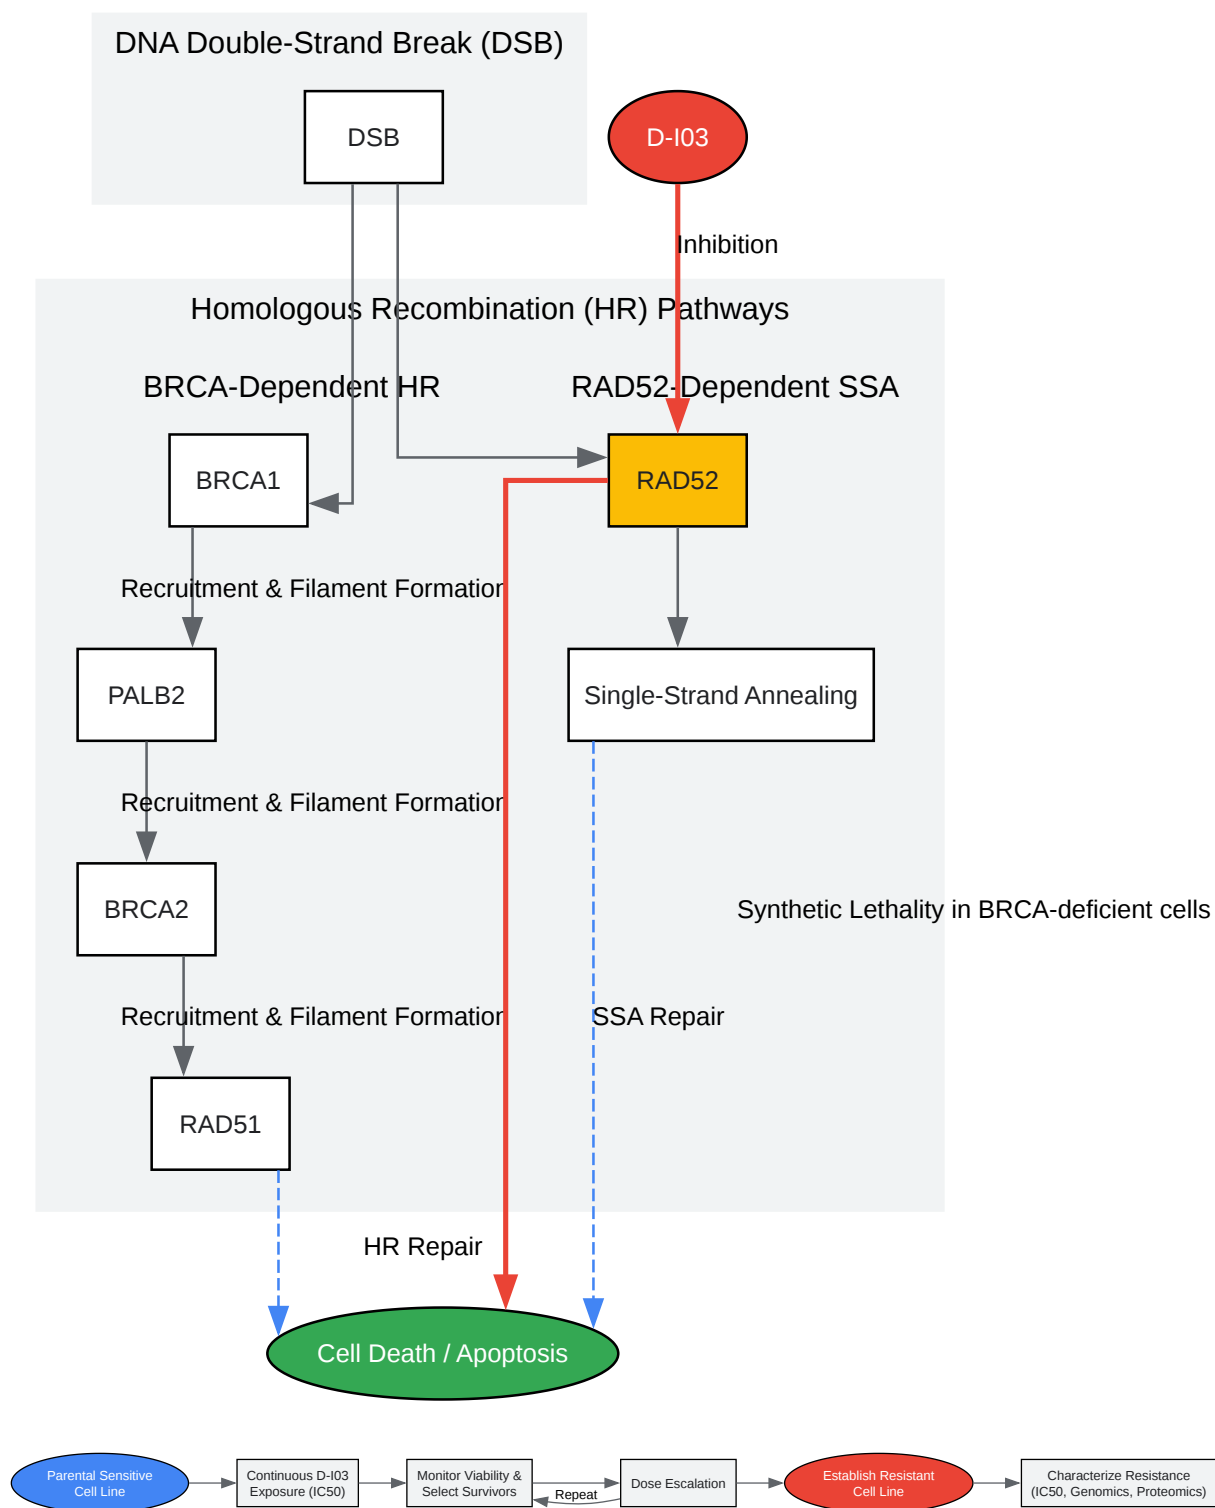 DNA Double-Strand Break (DSB)
DSB
D-I03
Inhibition
Homologous Recombination (HR) Pathways
BRCA-Dependent HR
RAD52-Dependent SSA
BRCA1
RAD52
Recruitment & Filament Formation
PALB2
Single-Strand Annealing
Recruitment & Filament Formation
BRCA2
Synthetic Lethality in BRCA-deficient cells
Recruitment & Filament Formation
SSA Repair
RAD51
HR Repair
Cell Death / Apoptosis
Parental Sensitive
Cell Line
Continuous D-I03
Exposure (IC50)
Monitor Viability &
Select Survivors
Repeat
Dose Escalation
Establish Resistant
Cell Line
Characterize Resistance
(IC50, Genomics, Proteomics)